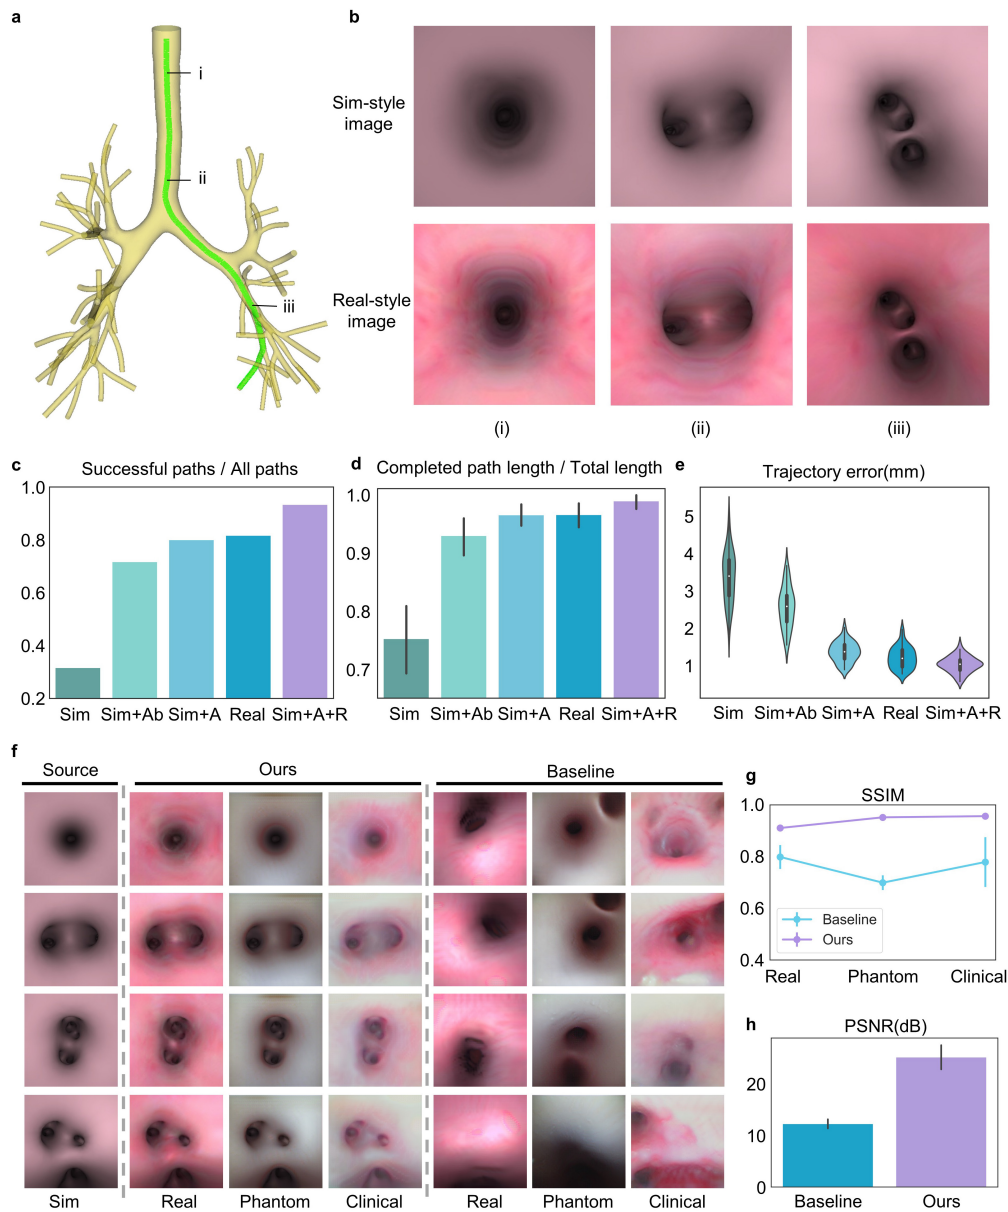 a
i
ii
iii
b
Sim-style
image
Real-style
image
(i)
(ii)
(iii)
c
Successful paths / All paths
1.0
0.8
0.6
0.4
0.2
Sim
Sim+Ab
Sim+A
Real
Sim+A+R
d
Completed path length / Total length
1.0
0.9
0.8
0.7
Sim
Sim+Ab
Sim+A
Real
Sim+A+R
e
Trajectory error(mm)
5
4
3
2
1
Sim
Sim+Ab
Sim+A
Real
Sim+A+R
f
Source
Ours
Baseline
Sim
Real
Phantom
Clinical
Real
Phantom
Clinical
g
SSIM
1.0
0.8
0.6
0.4
Baseline
Ours
Real
Phantom
Clinical
h
PSNR(dB)
20
10
0
Baseline
Ours